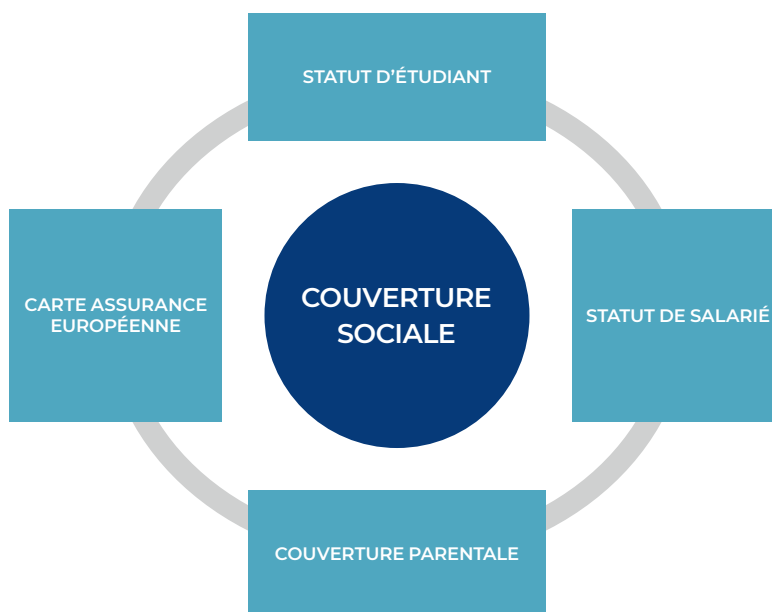 STATUT D'ÉTUDIANT
CARTE ASSURANCE
EUROPÉENNE
COUVERTURE
SOCIALE
STATUT DE SALARIÉ
COUVERTURE PARENTALE